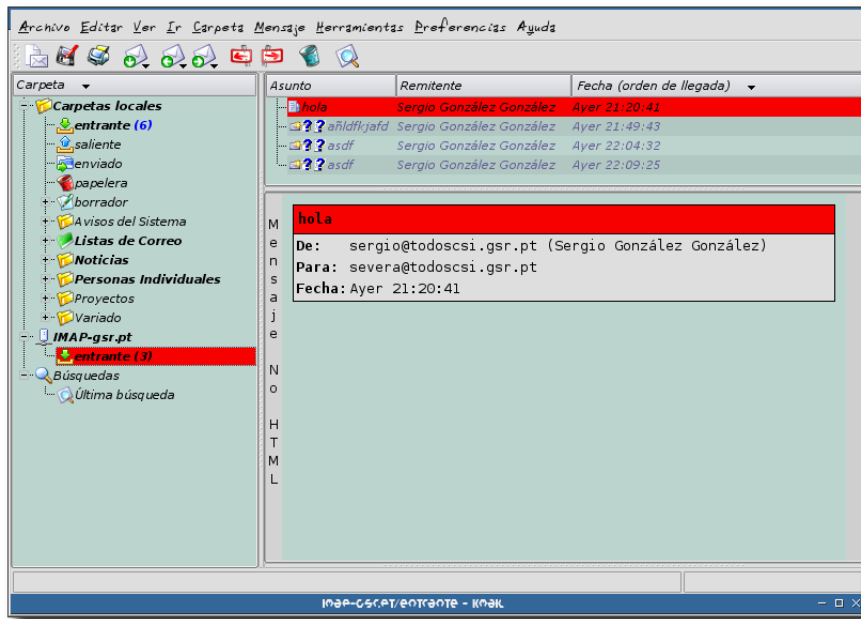 Archivo Editar Ver Ir Carpeta Mensaje Herramientas Preferencias Ayuda
Carpeta
Carpetas locales
entrante (6)
saliente
enviado
papelera
borrador
Avisos del Sistema
Listas de Correo
Noticias
Personas Individuales
Proyectos
Variado
IMAP-gsr.pt
entrante (3)
Búsquedas
Última búsqueda
Asunto Remitente Fecha (orden de llegada)
hola Sergio González González Ayer 21:20:41
?? añldfkjafd Sergio González González Ayer 21:49:43
?? asdf Sergio González González Ayer 22:04:32
?? asdf Sergio González González Ayer 22:09:25
Mensaje No HTML
hola
De: sergio@todoscsi.gsr.pt (Sergio González González)
Para: severa@todoscsi.gsr.pt
Fecha: Ayer 21:20:41
imap-gsr.pt/entrante - KMail